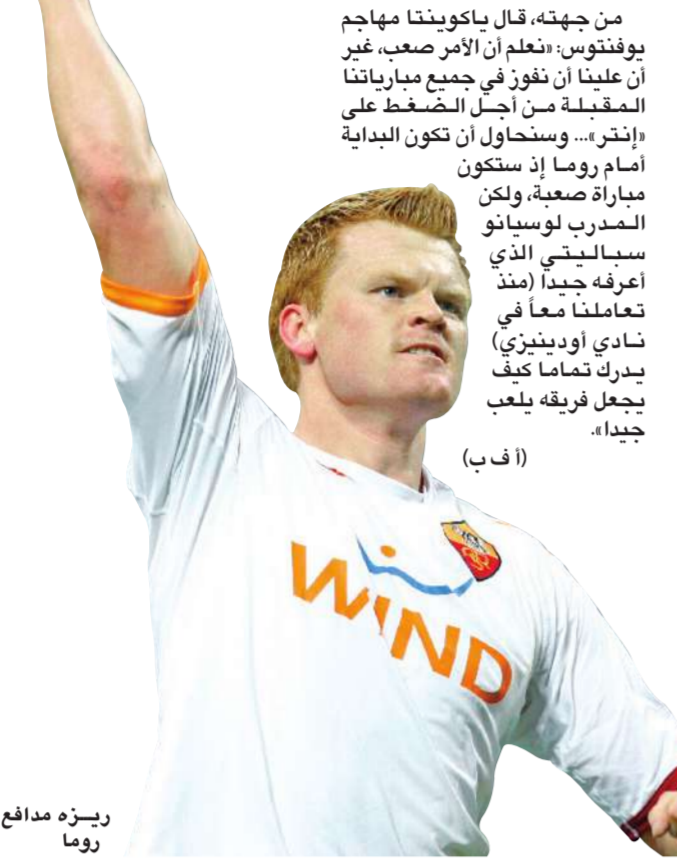 من جهته، قال ياكوينتا مهاجم
يوفنتوس: «نعلم أن الأمر صعب، غير
أن علينا أن نفوز في جميع مبارياتنا
المقبلة من أجل الضغط على
«إنتر»... وسنحاول أن تكون البداية
أمام روما إذ ستكون
مباراة صعبة، ولكن
المدرب لوسيانو
سباليتي الذي
أعرفه جيدا (منذ
تعاملنا معاً في
نادي أودينيزي)
يدرك تماما كيف
يجعل فريقه يلعب
جيدا».
(أ ف ب)
WIND
ريزه مدافع
روما